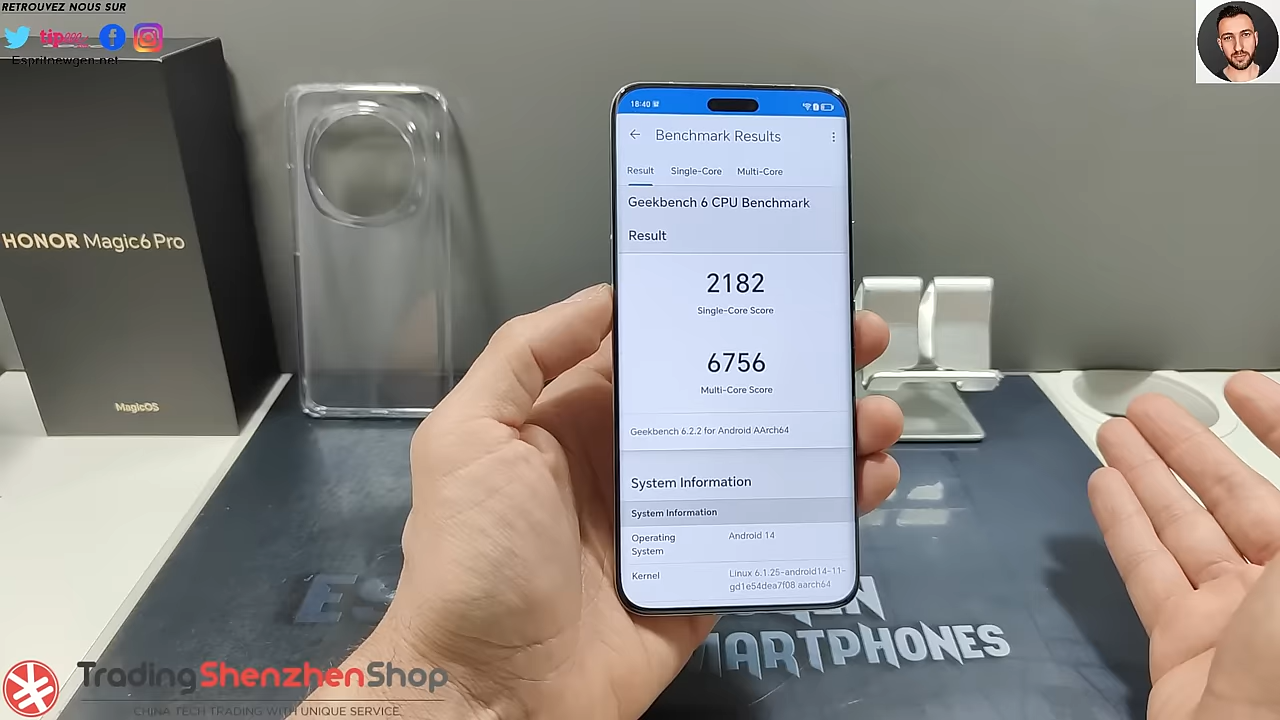 RETROUVEZ NOUS SUR
Espritnewgen.net
HONOR Magic6 Pro
MagicOS
18:40
Benchmark Results
Result
Single-Core
Multi-Core
Geekbench 6 CPU Benchmark
Result
2182
Single-Core Score
6756
Multi-Core Score
Geekbench 6.2.2 for Android AArch64
System Information
System Information
Operating System
Android 14
Kernel
Linux 6.1.25-android14-11-
gd1e54dea7f08 aarch64
SMARTPHONES
TradingShenzhenShop
CHINA TECH TRADING WITH UNIQUE SERVICE